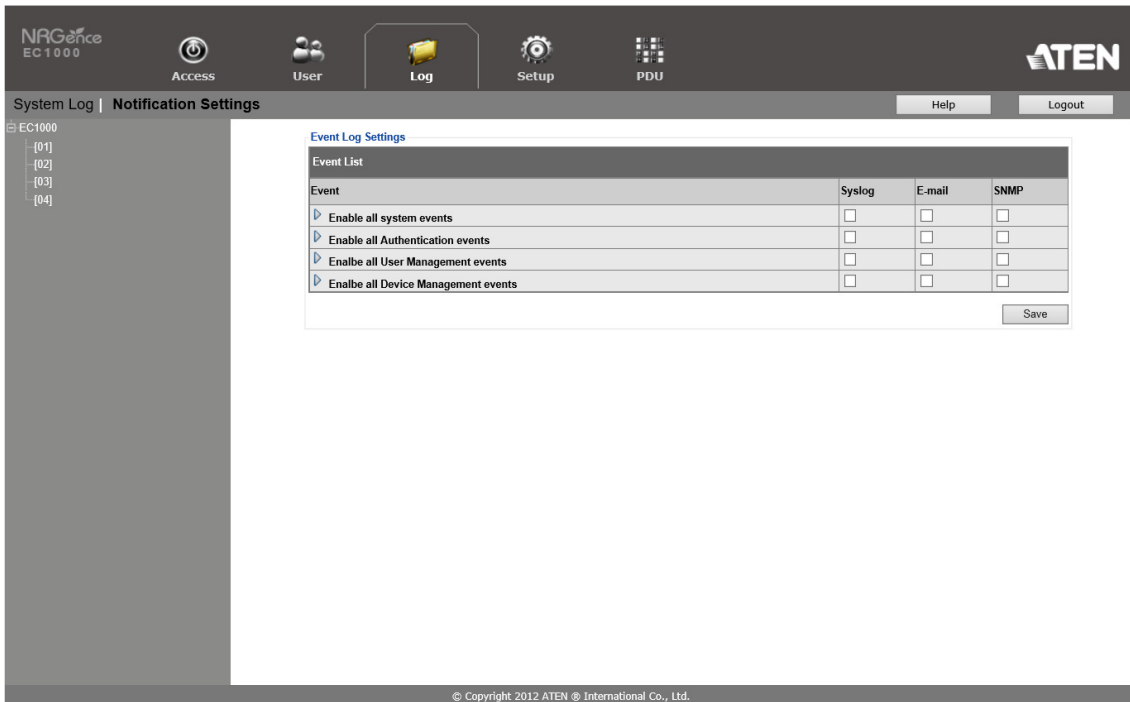 NRGence
EC1000
Access User Log Setup PDU
ATEN
System Log | Notification Settings Help Logout
EC1000
[01]
[02]
[03]
[04]
Event Log Settings
Event List
Event Syslog E-mail SNMP
Enable all system events
Enable all Authentication events
Enalbe all User Management events
Enalbe all Device Management events
Save
© Copyright 2012 ATEN ® International Co., Ltd.